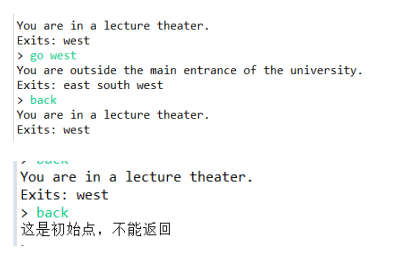 You are in a lecture theater.
Exits: west
> go west
You are outside the main entrance of the university.
Exits: east south west
> back
You are in a lecture theater.
Exits: west
> back
You are in a lecture theater.
Exits: west
> back
这是初始点，不能返回